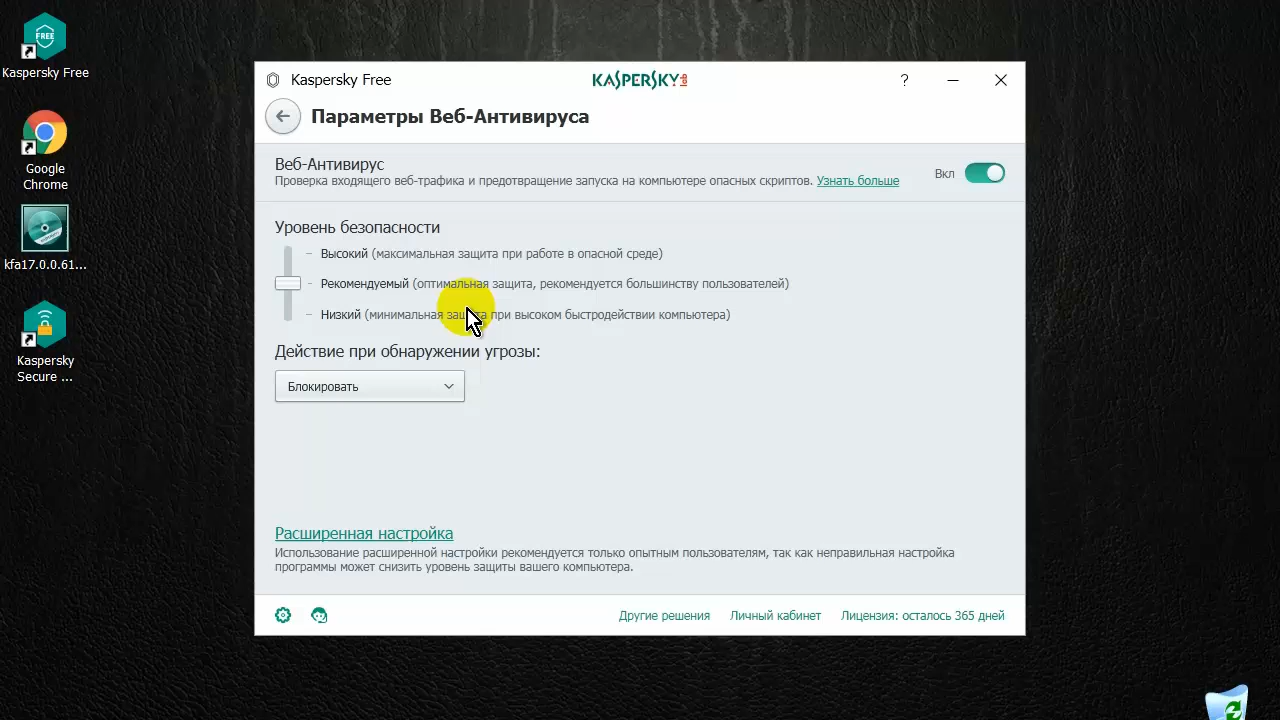 FREE
Kaspersky Free
Google
Chrome
kfa17.0.0.61...
Kaspersky
Secure ...
Kaspersky Free
KASPERSKY lab
?
Параметры Веб-Антивируса
Веб-Антивирус
Проверка входящего веб-трафика и предотвращение запуска на компьютере опасных скриптов. Узнать больше
Вкл
Уровень безопасности
Высокий (максимальная защита при работе в опасной среде)
Рекомендуемый (оптимальная защита, рекомендуется большинству пользователей)
Низкий (минимальная защита при высоком быстродействии компьютера)
Действие при обнаружении угрозы:
Блокировать
Расширенная настройка
Использование расширенной настройки рекомендуется только опытным пользователям, так как неправильная настройка
программы может снизить уровень защиты вашего компьютера.
Другие решения Личный кабинет Лицензия: осталось 365 дней